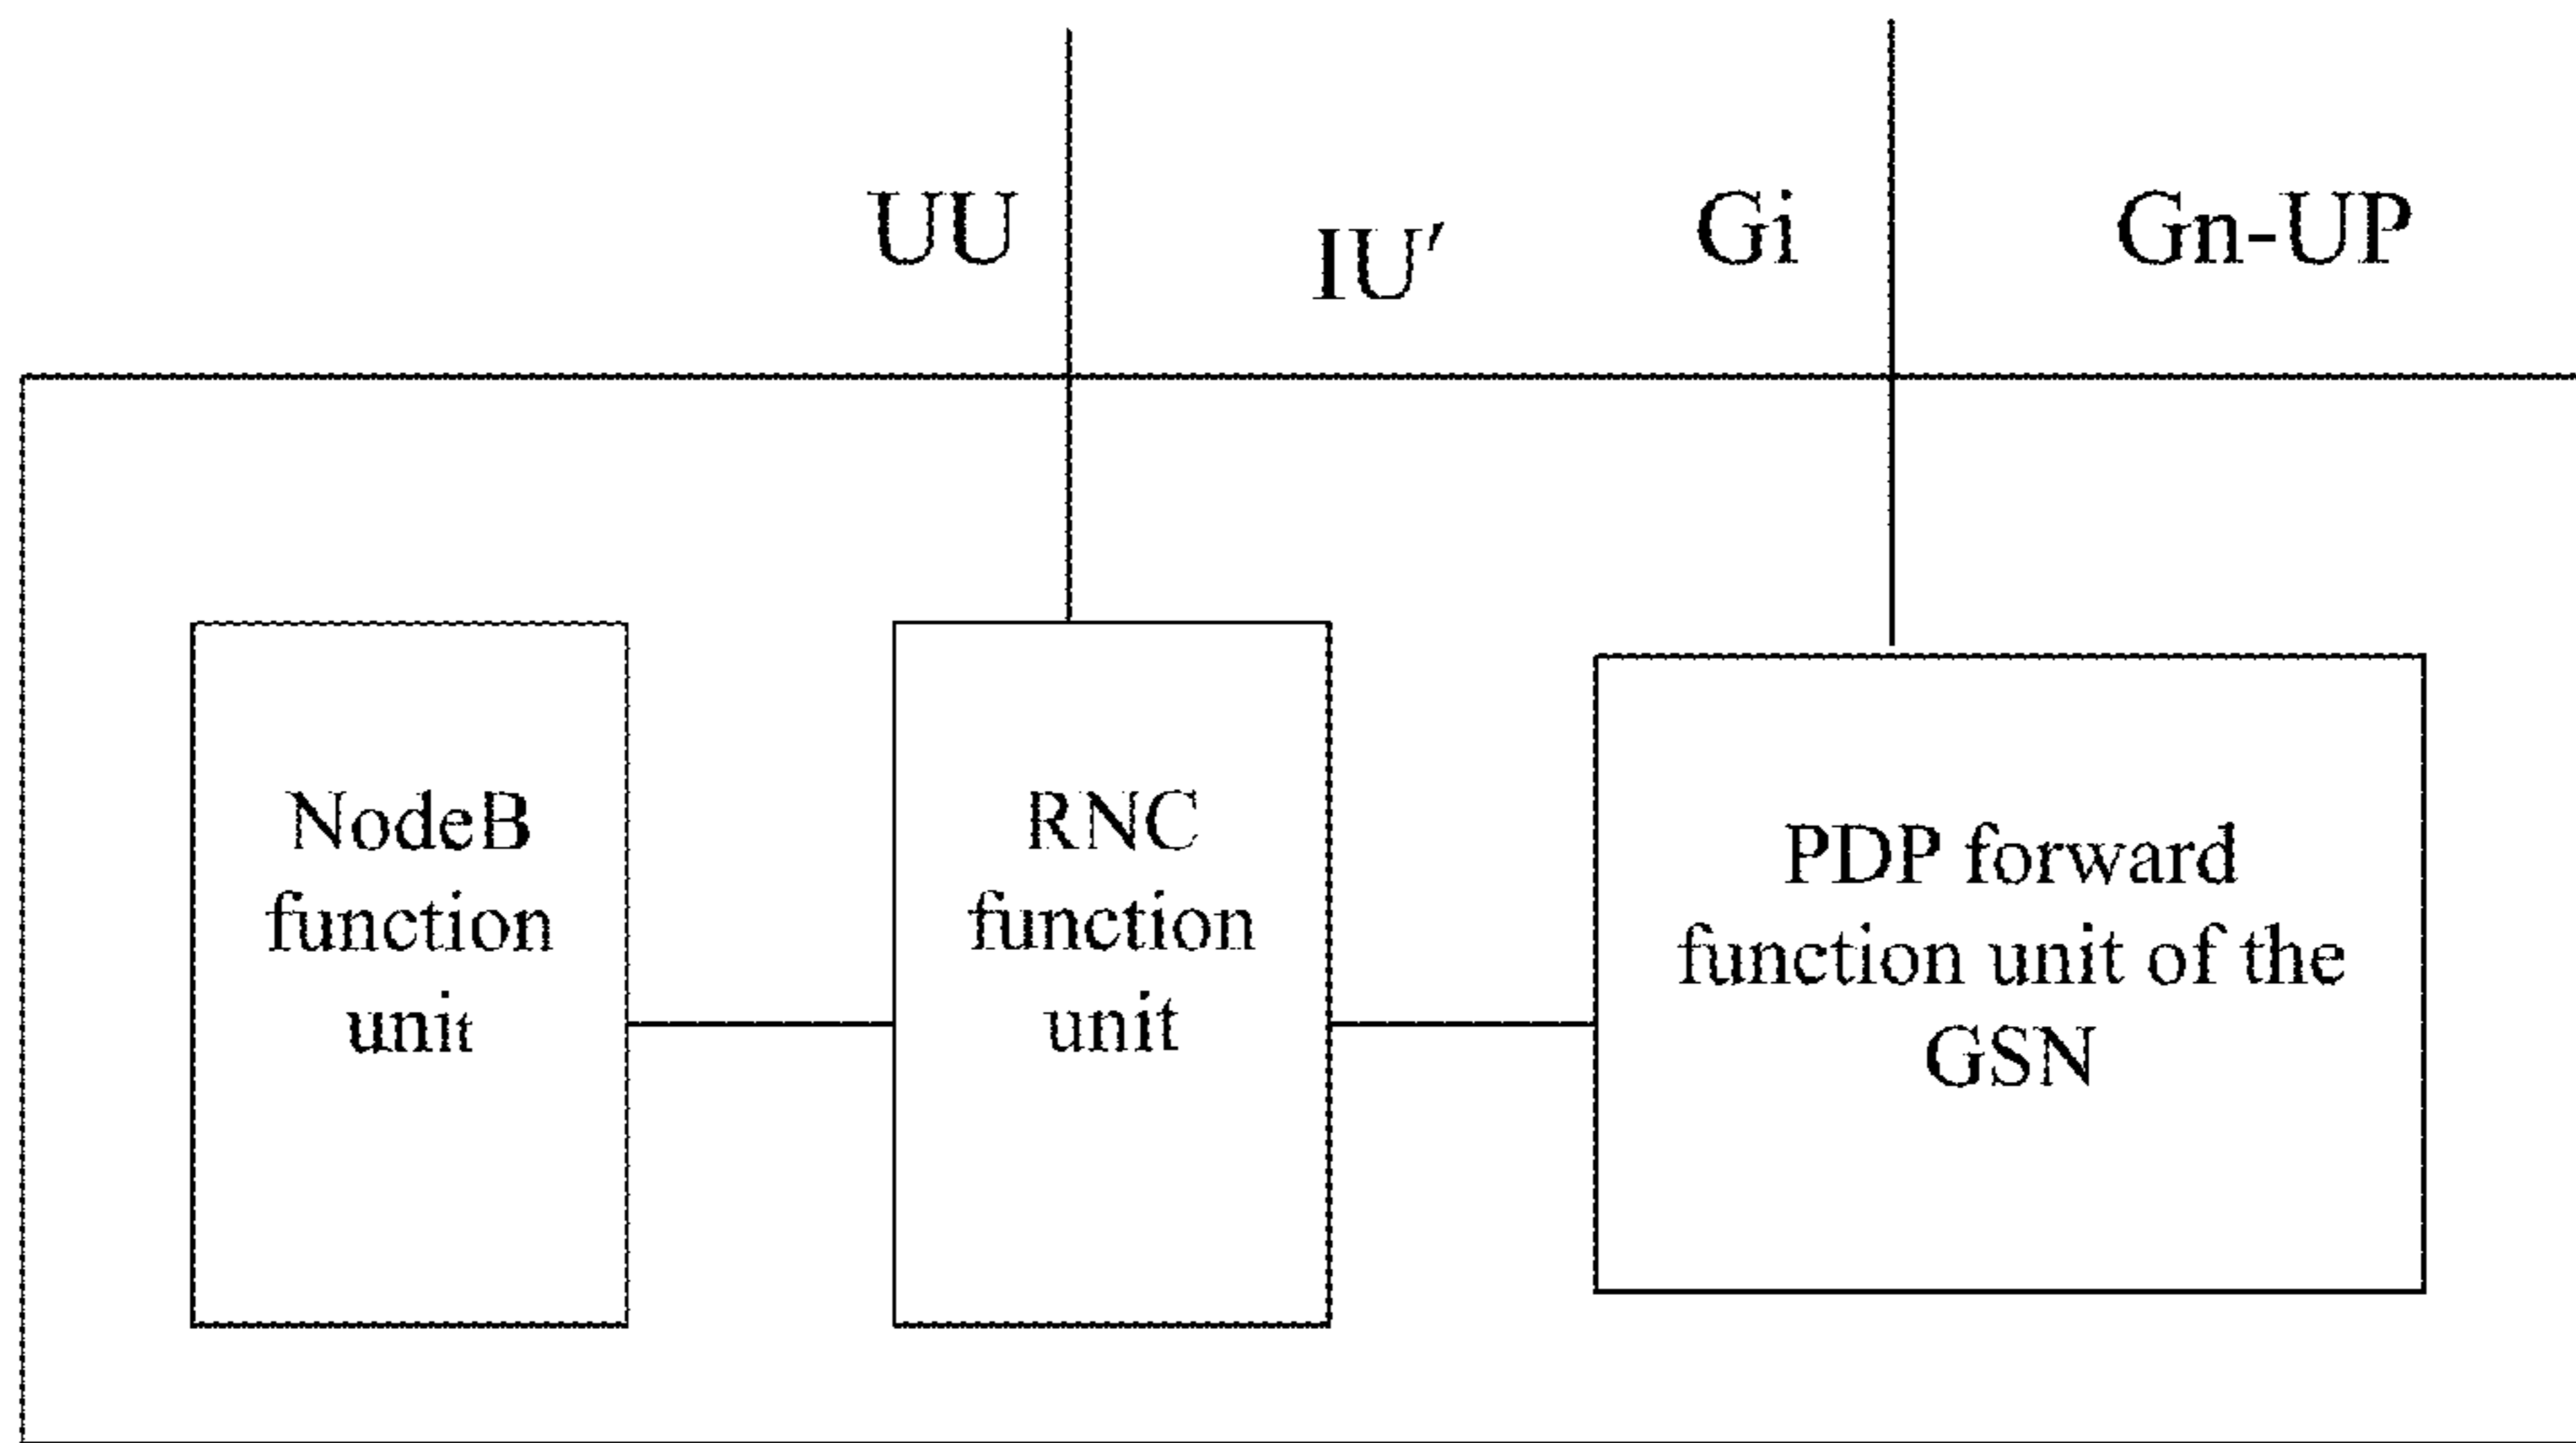 UU
IU′
Gi
Gn-UP
NodeB
function
unit
RNC
function
unit
PDP forward
function unit of the
GSN